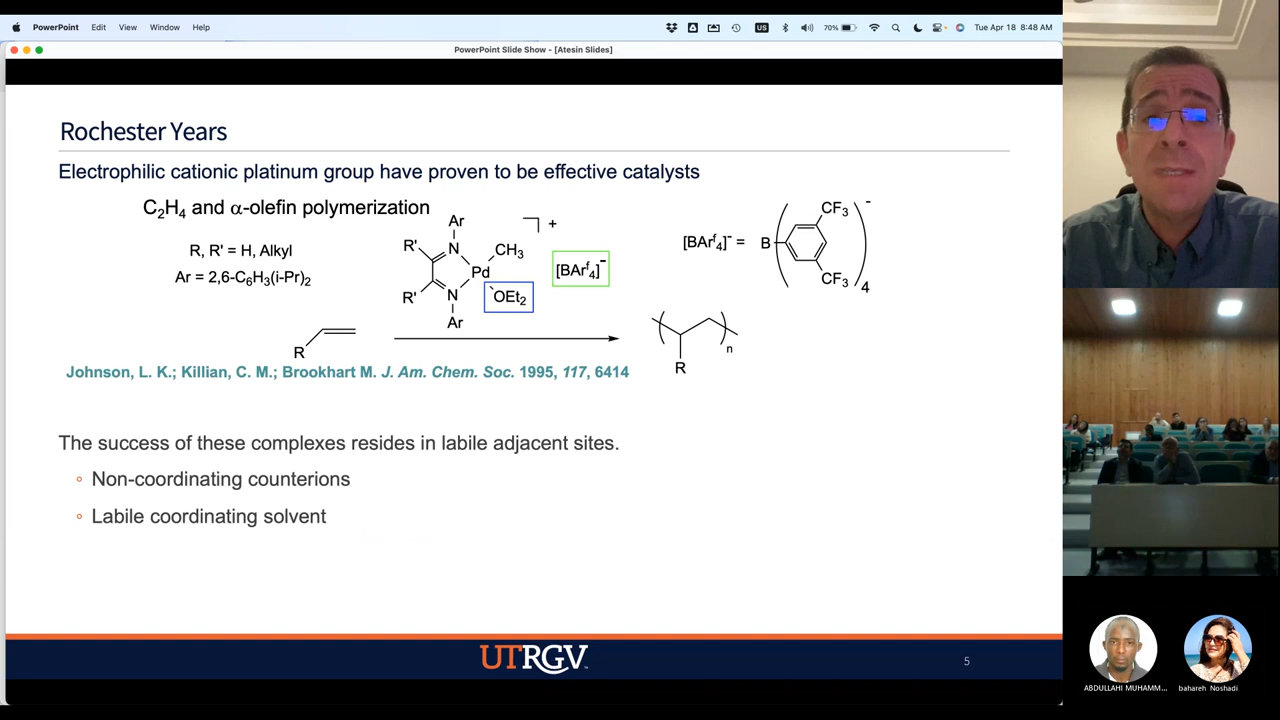 PowerPoint Edit View Window Help
US 70% Tue Apr 18 8:48 AM
PowerPoint Slide Show - [Atesin Slides]
Rochester Years
Electrophilic cationic platinum group have proven to be effective catalysts
C₂H₄ and α-olefin polymerization
R, R' = H, Alkyl
Ar = 2,6-C₆H₃(i-Pr)₂
Ar
R' N CH₃ ⌝+
Pd [BArᶠ₄]⁻
R' N OEt₂
Ar
[BArᶠ₄]⁻ = B CF₃ CF₃ ⁻ 4
R
n
R
Johnson, L. K.; Killian, C. M.; Brookhart M. J. Am. Chem. Soc. 1995, 117, 6414
The success of these complexes resides in labile adjacent sites.
◦ Non-coordinating counterions
◦ Labile coordinating solvent
UTRGV™
5
ABDULLAHI MUHAMM...
bahareh Noshadi